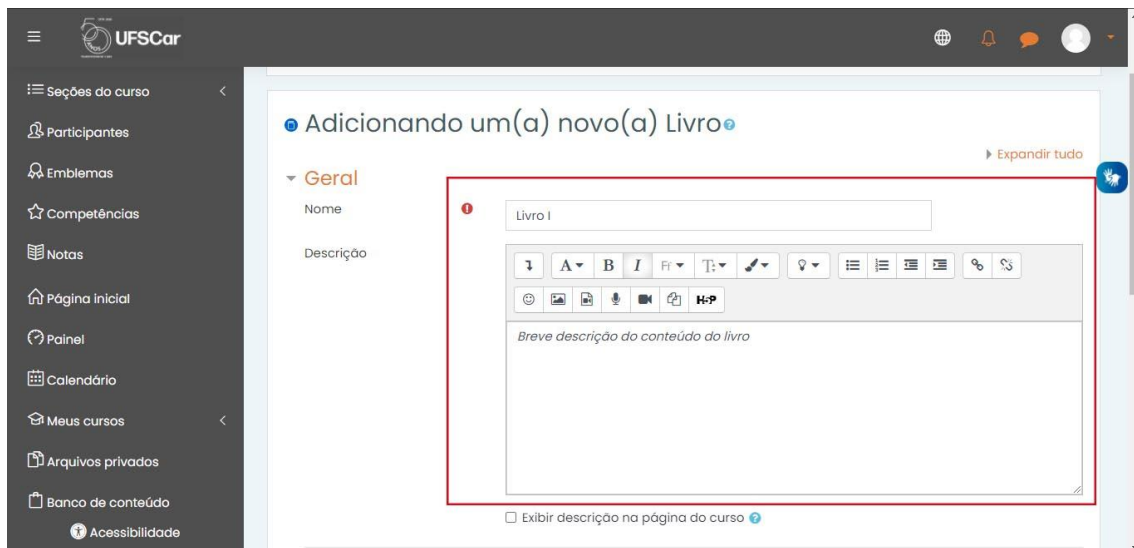 UFSCar
Seções do curso
Participantes
Emblemas
Competências
Notas
Página inicial
Painel
Calendário
Meus cursos
Arquivos privados
Banco de conteúdo
Acessibilidade
Adicionando um(a) novo(a) Livro
Expandir tudo
Geral
Nome
Livro I
Descrição
A B I Fr T:
H-P
Breve descrição do conteúdo do livro
Exibir descrição na página do curso